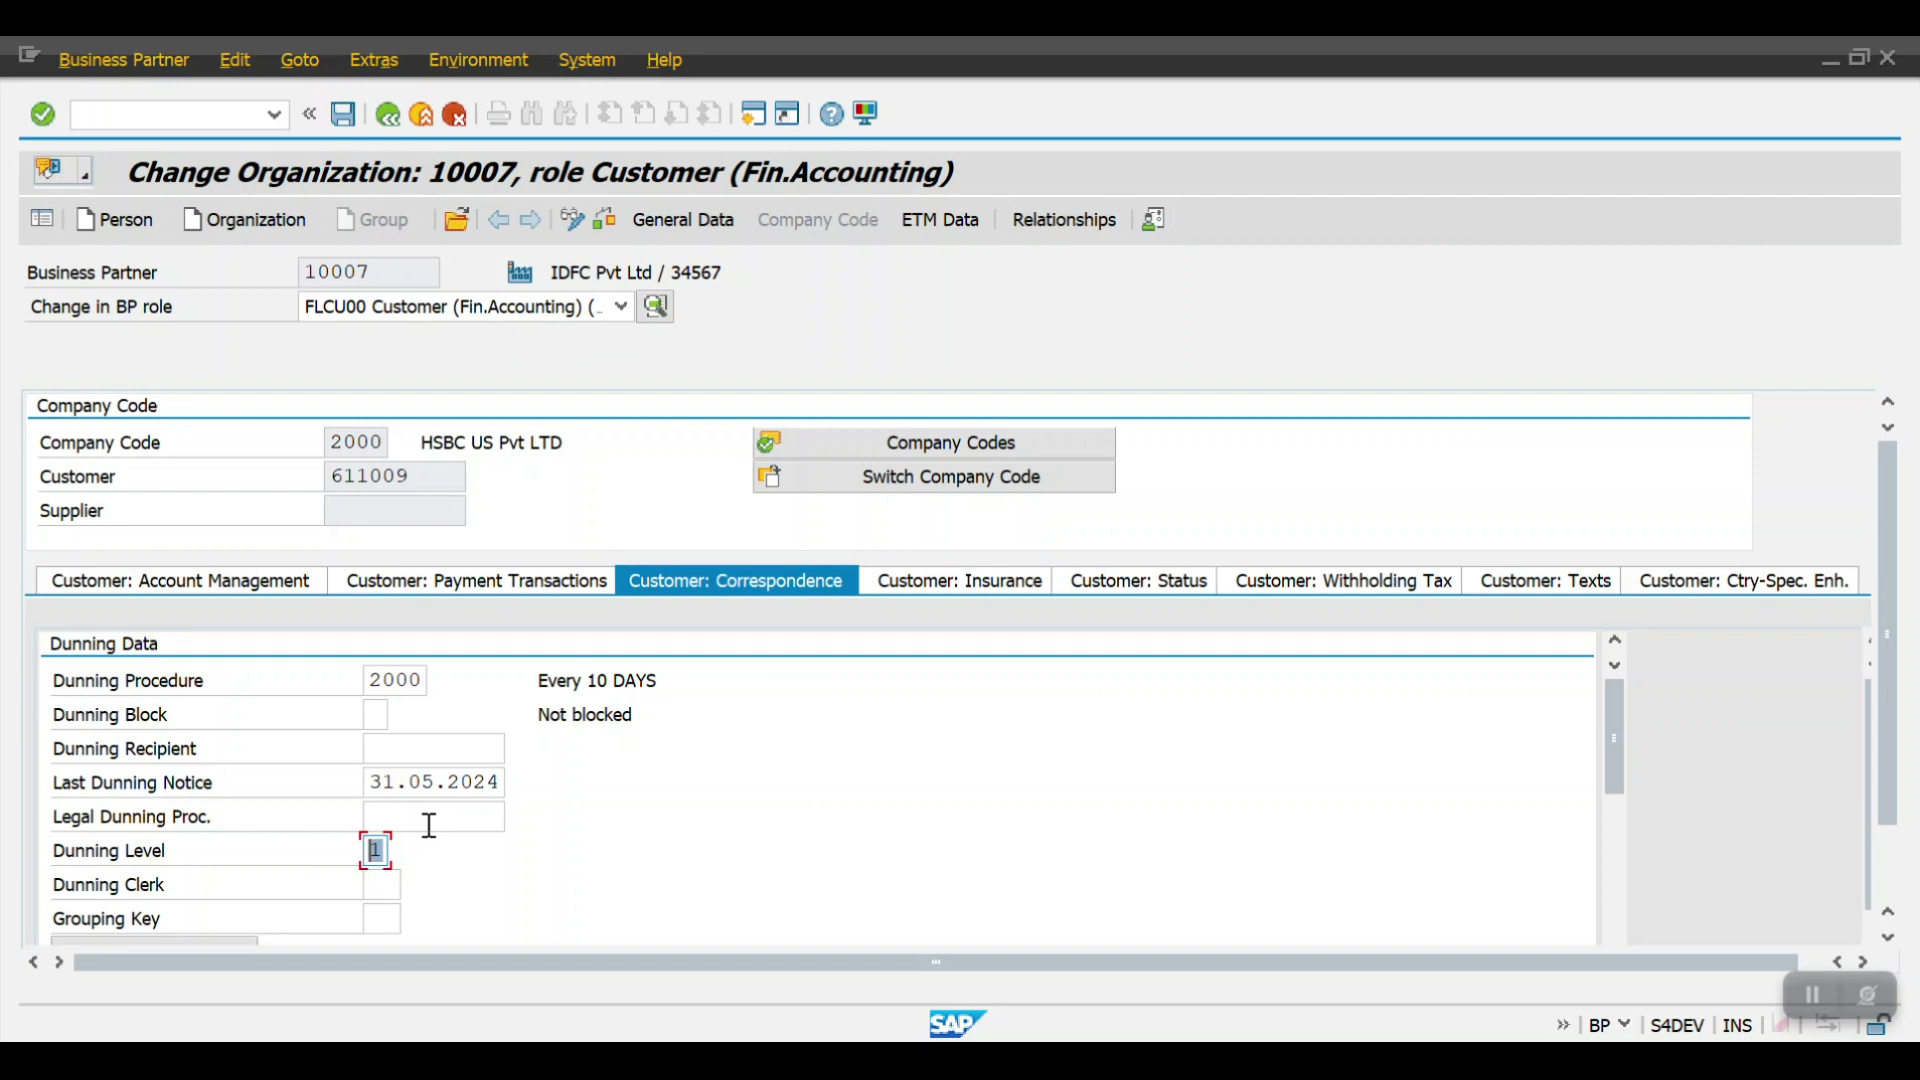 Business Partner Edit Goto Extras Environment System Help
Change Organization: 10007, role Customer (Fin.Accounting)
Person Organization Group General Data Company Code ETM Data Relationships
Business Partner 10007 IDFC Pvt Ltd / 34567
Change in BP role FLCU00 Customer (Fin.Accounting) (...
Company Code
Company Code 2000 HSBC US Pvt LTD Company Codes
Customer 611009 Switch Company Code
Supplier
Customer: Account Management Customer: Payment Transactions Customer: Correspondence Customer: Insurance Customer: Status Customer: Withholding Tax Customer: Texts Customer: Ctry-Spec. Enh.
Dunning Data
Dunning Procedure 2000 Every 10 DAYS
Dunning Block Not blocked
Dunning Recipient
Last Dunning Notice 31.05.2024
Legal Dunning Proc.
Dunning Level 1
Dunning Clerk
Grouping Key
SAP BP S4DEV INS